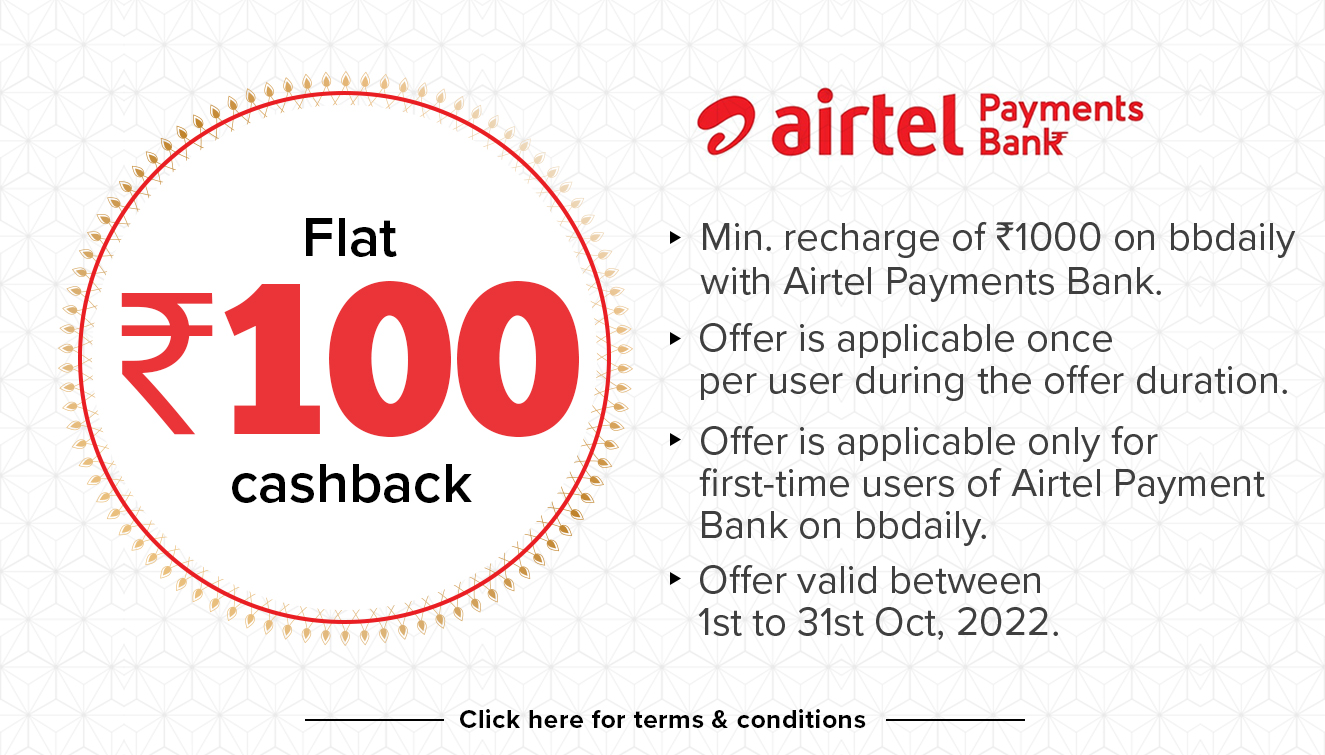 Flat
₹100
cashback
airtel Payments
Bank
Min. recharge of ₹1000 on bbdaily
with Airtel Payments Bank.
Offer is applicable once
per user during the offer duration.
Offer is applicable only for
first-time users of Airtel Payment
Bank on bbdaily.
Offer valid between
1st to 31st Oct, 2022.
Click here for terms & conditions